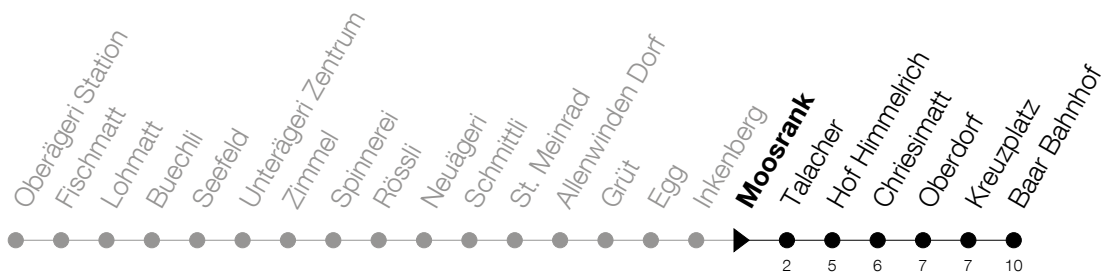 Oberägeri Station
Fischmatt
Lohmatt
Buechli
Seefeld
Unterägeri Zentrum
Zimmel
Spinnerei
Rössli
Neuägeri
Schmittli
St. Meinrad
Allenwinden Dorf
Grüt
Egg
Inkenberg
Moosrank
Talacher
Hof Himmelrich
Chriesimatt
Oberdorf
Kreuzplatz
Baar Bahnhof
2 5 6 7 7 10